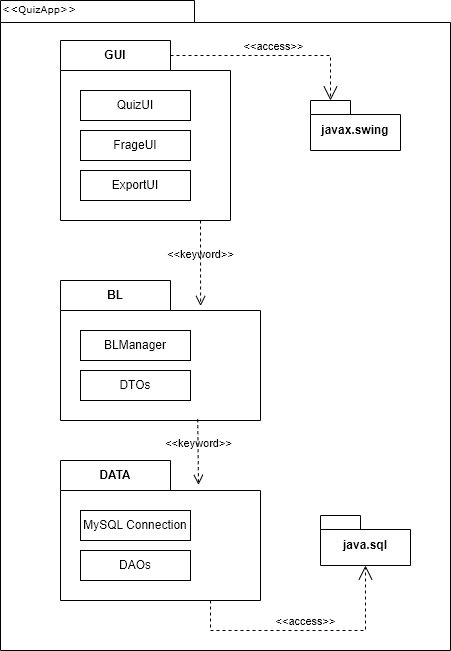 <<QuizApp>>
GUI
<<access>>
QuizUI
javax.swing
FrageUI
ExportUI
<<keyword>>
BL
BLManager
DTOs
<<keyword>>
DATA
MySQL Connection
java.sql
DAOs
<<access>>